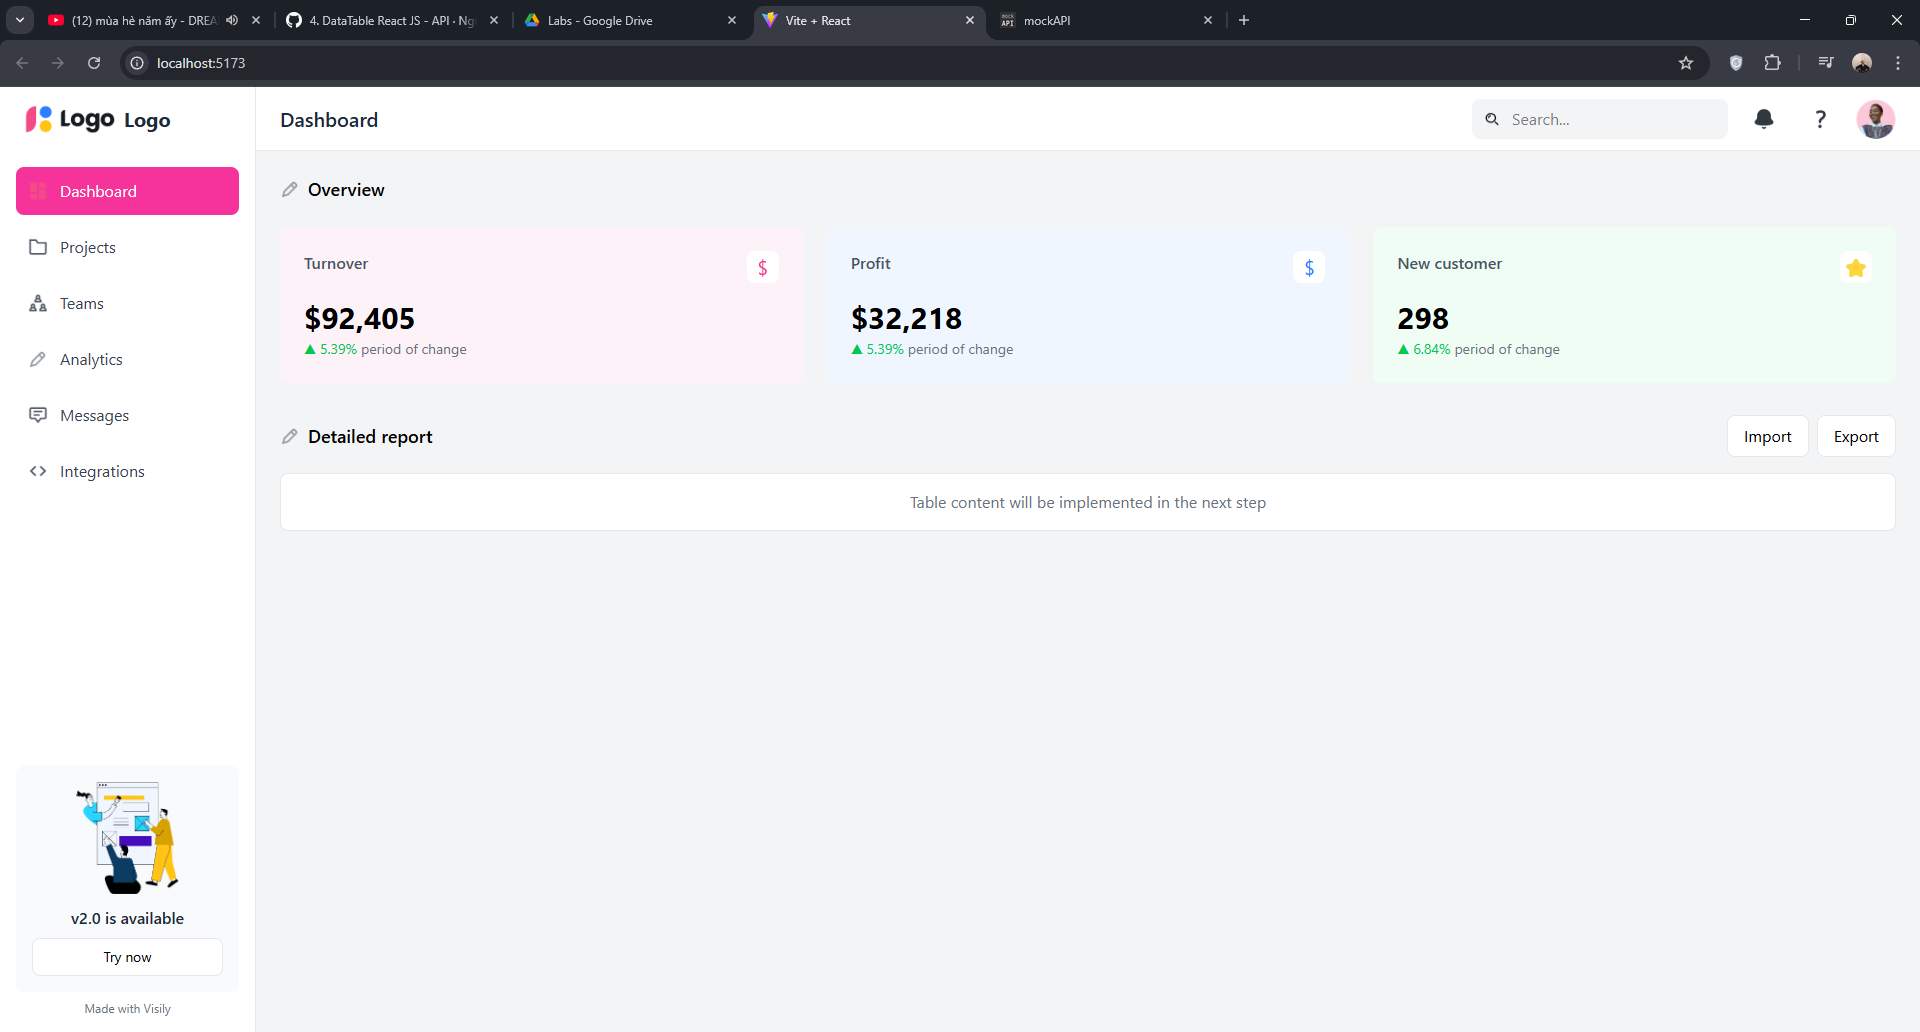 (12) mùa hè năm ấy - DREA
4. DataTable React JS - API · Ng
Labs - Google Drive
Vite + React
mockAPI
localhost:5173
Logo Logo
Dashboard
Search...
?
Dashboard
Projects
Teams
Analytics
Messages
Integrations
Overview
Turnover
$
$92,405
5.39% period of change
Profit
$
$32,218
5.39% period of change
New customer
298
6.84% period of change
Detailed report
Import
Export
Table content will be implemented in the next step
v2.0 is available
Try now
Made with Visily